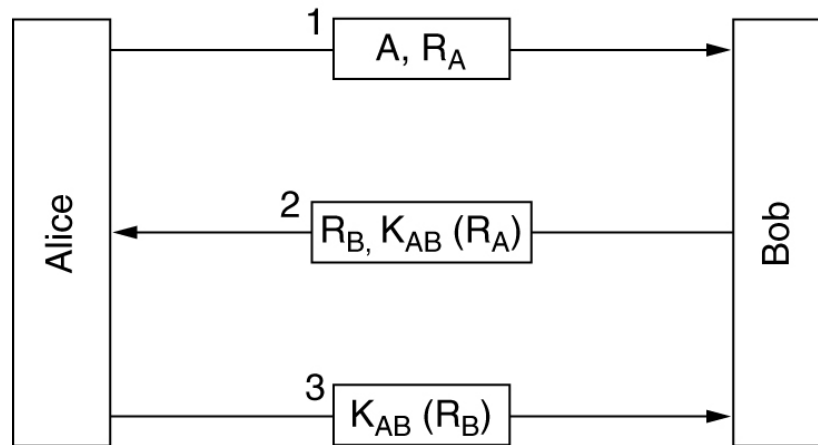 1
A, R_A
Alice
2
R_B, K_AB (R_A)
Bob
3
K_AB (R_B)